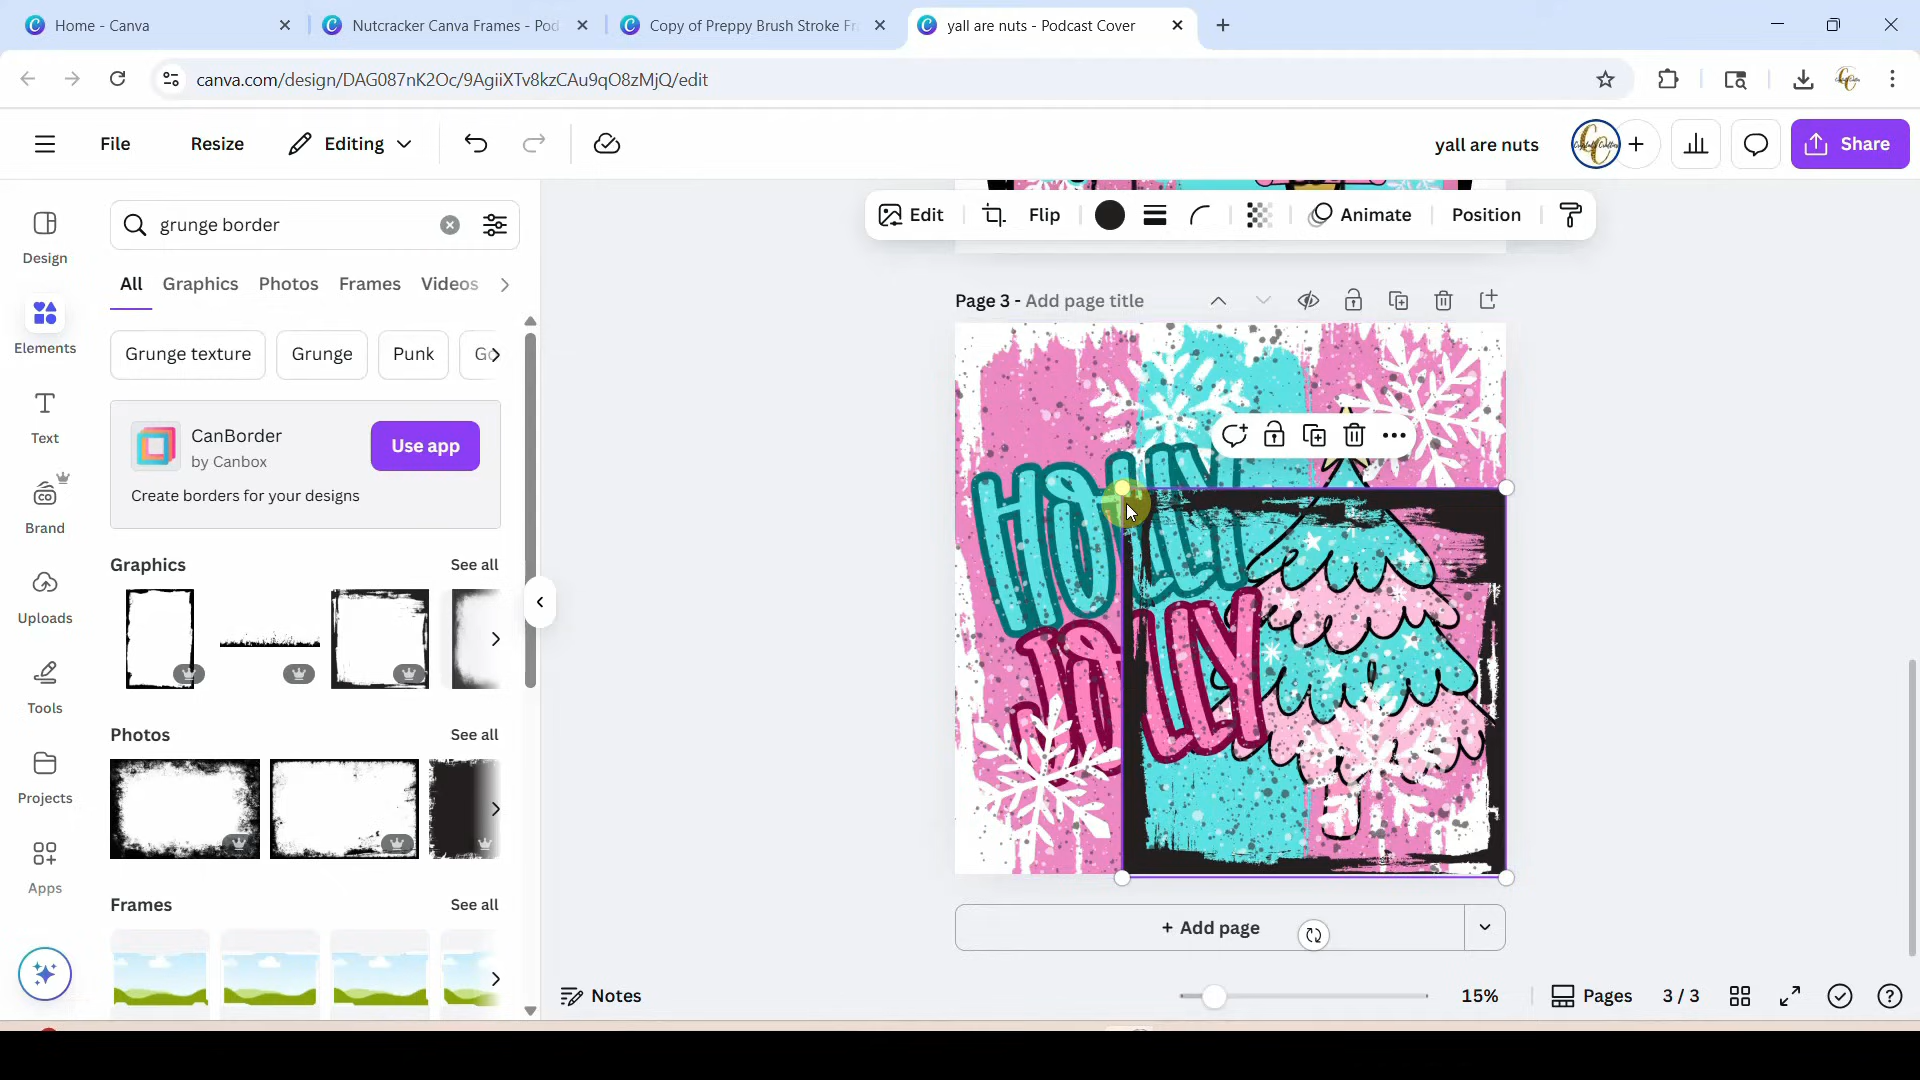 Home - Canva
Nutcracker Canva Frames - Pod
Copy of Preppy Brush Stroke Fr
yall are nuts - Podcast Cover
canva.com/design/DAG087nK2Oc/9AgiiXTv8kzCAu9qO8zMjQ/edit
File
Resize
Editing
yall are nuts
Share
Design
Elements
Text
Brand
Uploads
Tools
Projects
Apps
grunge border
All
Graphics
Photos
Frames
Videos
Grunge texture
Grunge
Punk
CanBorder
by Canbox
Use app
Create borders for your designs
Graphics
See all
Photos
See all
Frames
See all
Edit
Flip
Animate
Position
Page 3 - Add page title
HOLLY
JOLLY
+ Add page
Notes
15%
Pages
3 / 3